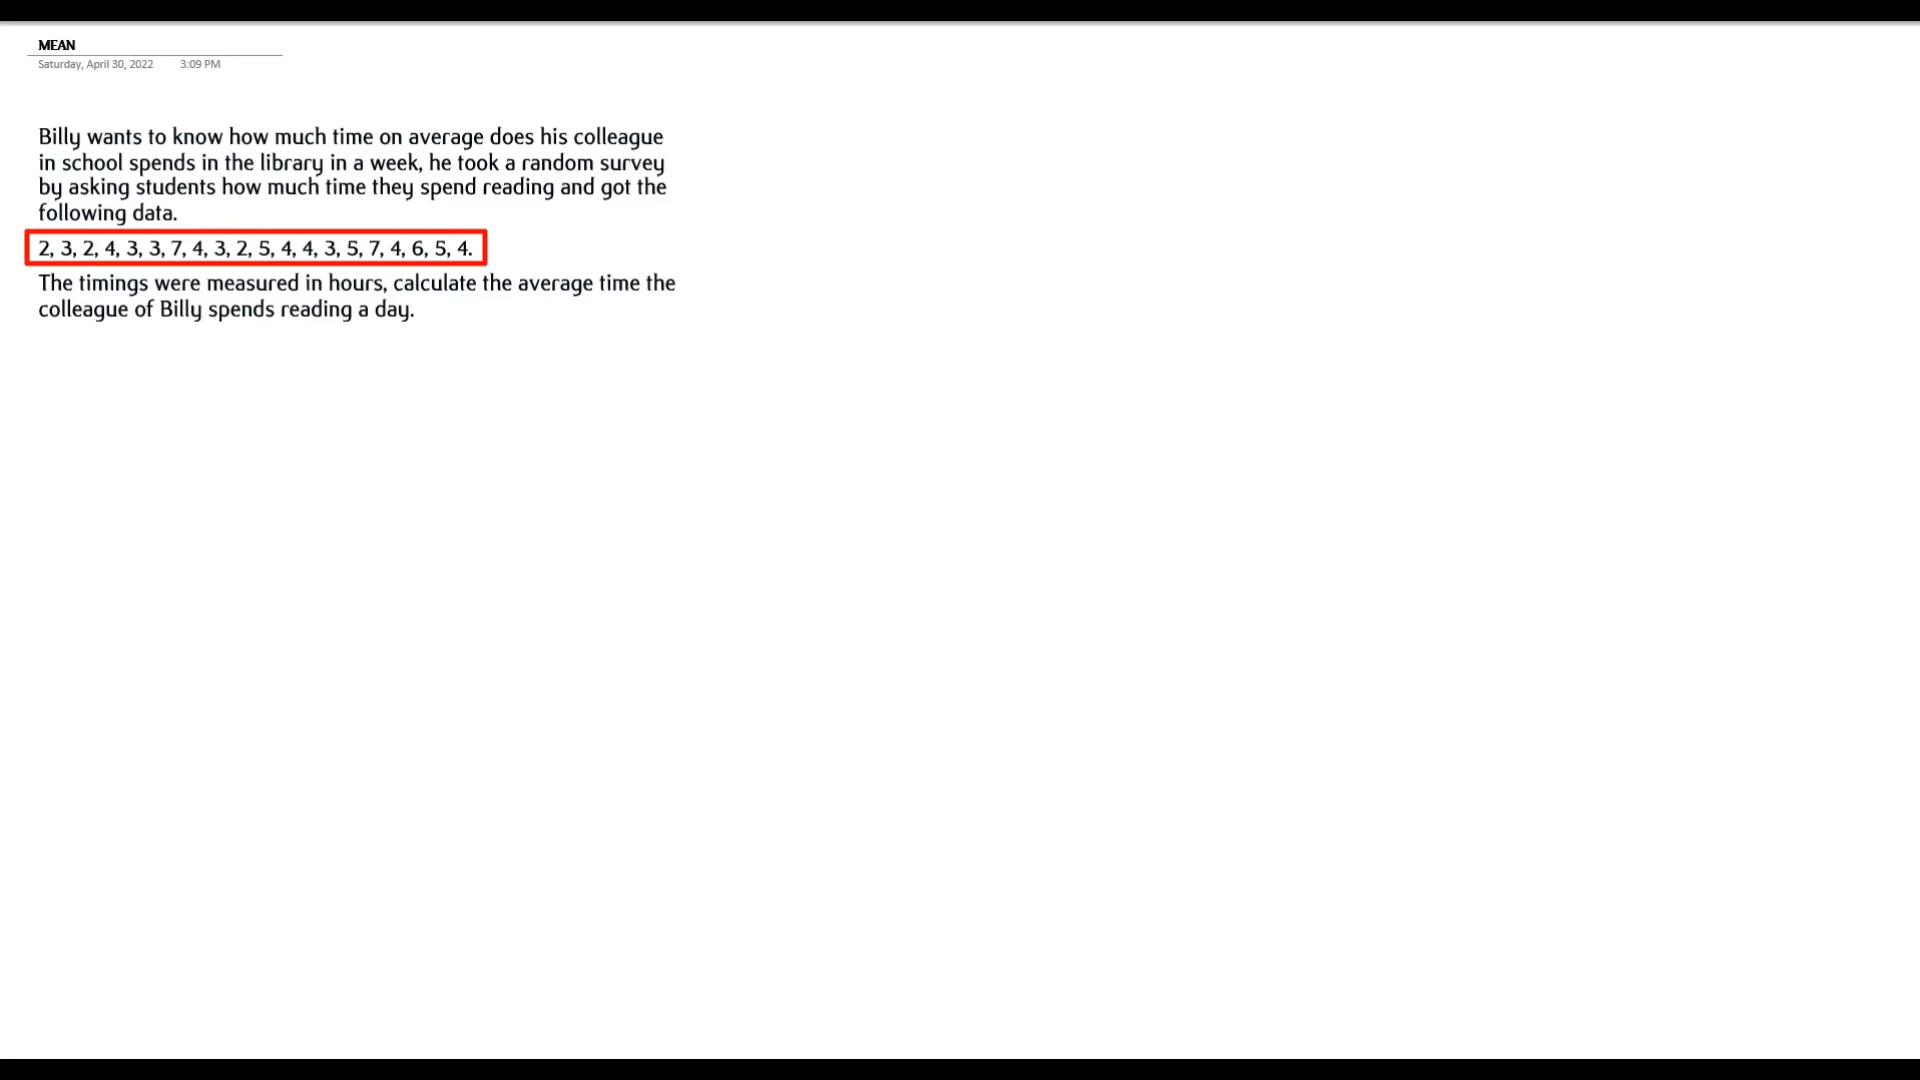 MEAN
Saturday, April 30, 2022 3:09 PM
Billy wants to know how much time on average does his colleague
in school spends in the library in a week, he took a random survey
by asking students how much time they spend reading and got the
following data.
2, 3, 2, 4, 3, 3, 7, 4, 3, 2, 5, 4, 4, 3, 5, 7, 4, 6, 5, 4.
The timings were measured in hours, calculate the average time the
colleague of Billy spends reading a day.